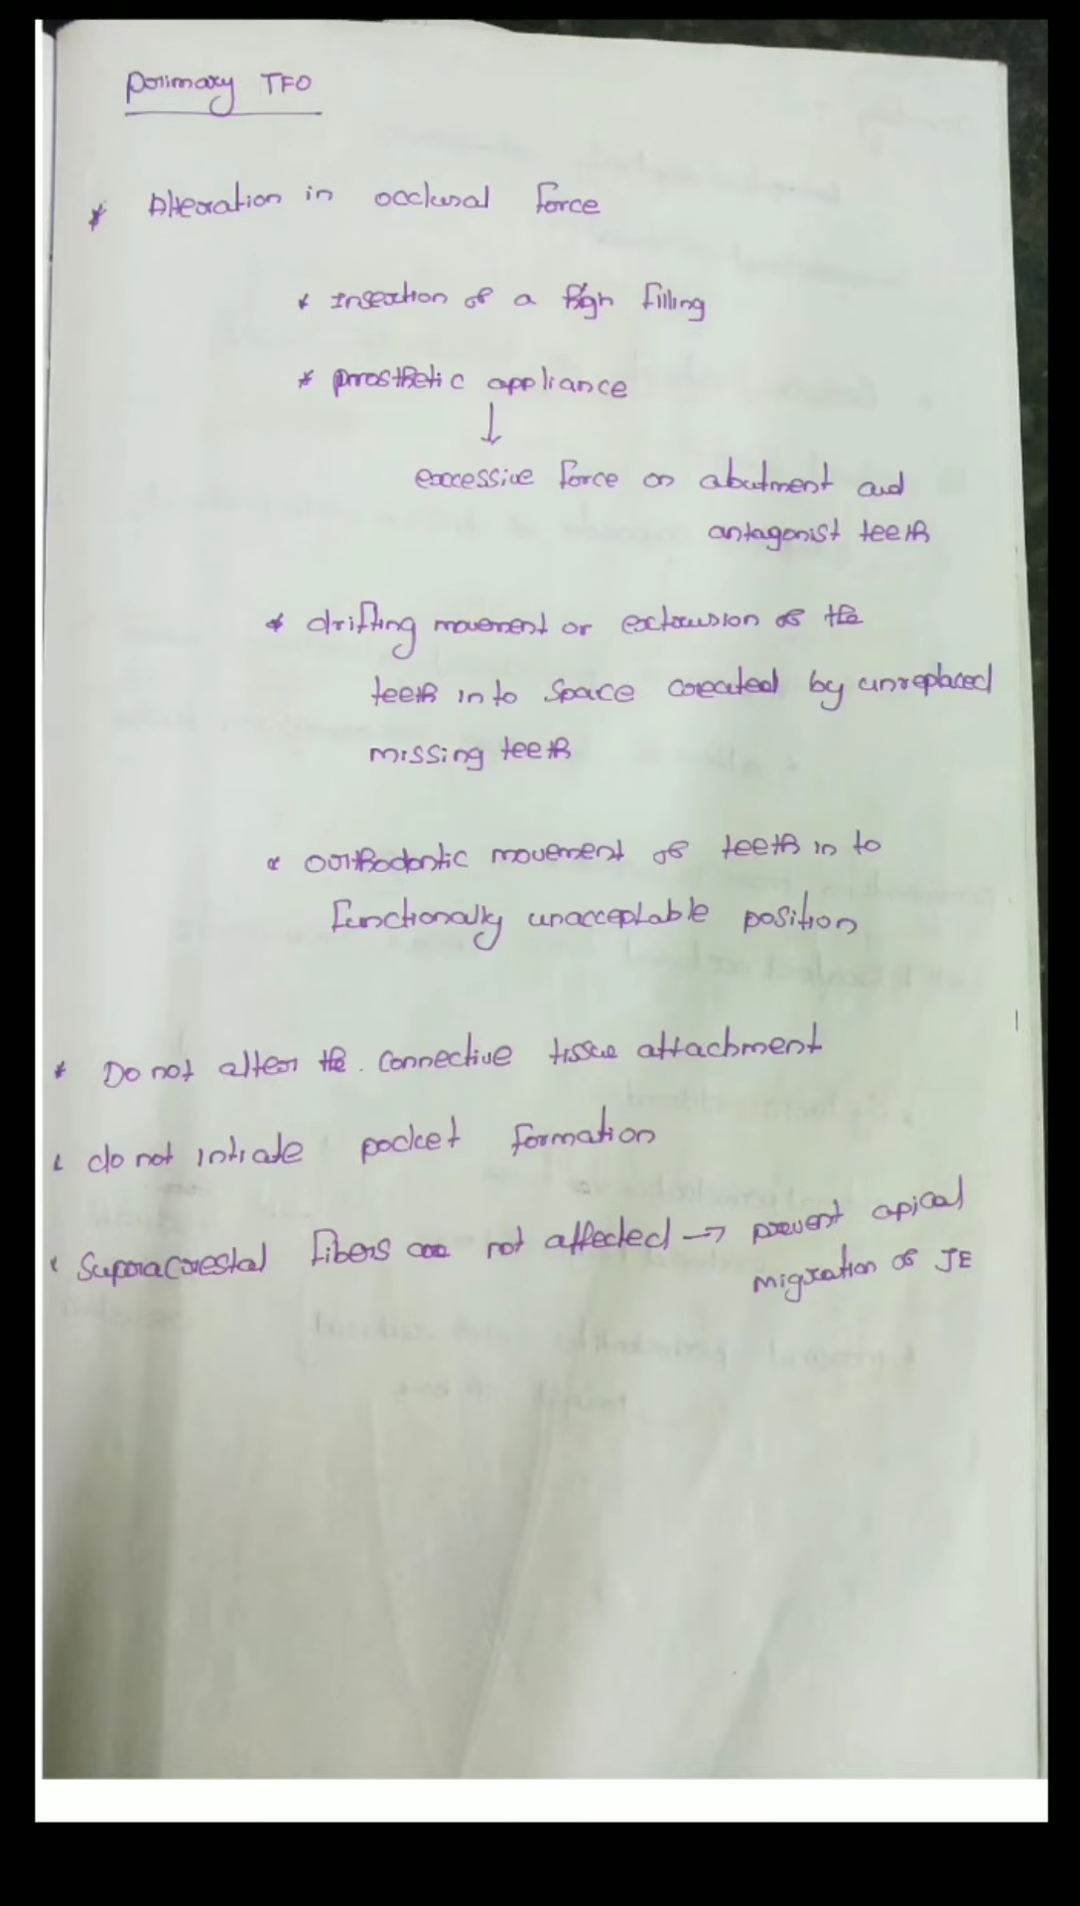 Primary TFO
* Alteration in occlusal force
* Insertion of a high filling
* prosthetic appliance
↓
excessive force on abutment and
antagonist teeth
* drifting movement or extrusion of the
teeth in to space created by unreplaced
missing teeth
* orthodontic movement of teeth in to
functionally unacceptable position
* Do not alter the connective tissue attachment
* do not intiate pocket formation
* Supracrestal fibers are not affected → prevent apical
migration of JE